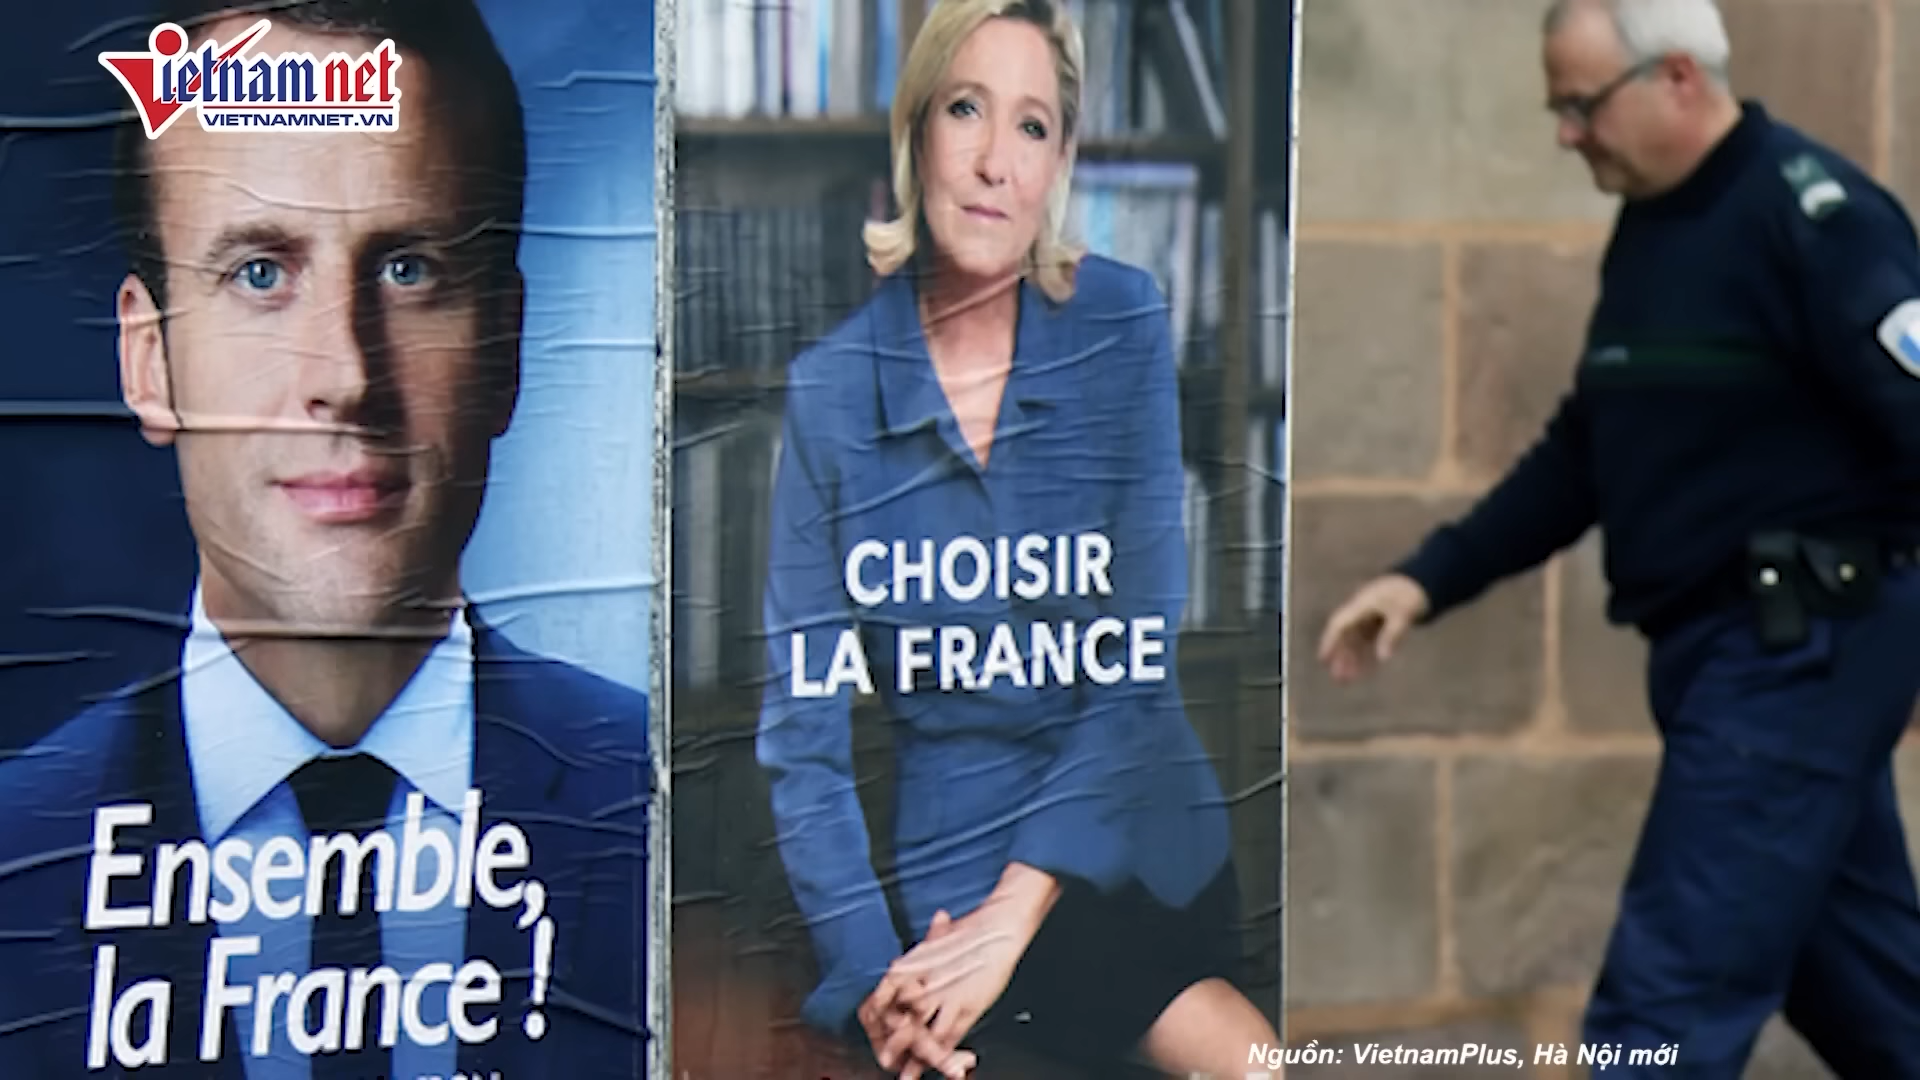 Vietnamnet
VIETNAMNET.VN
Ensemble,
la France !
CHOISIR
LA FRANCE
Nguồn: VietnamPlus, Hà Nội mới